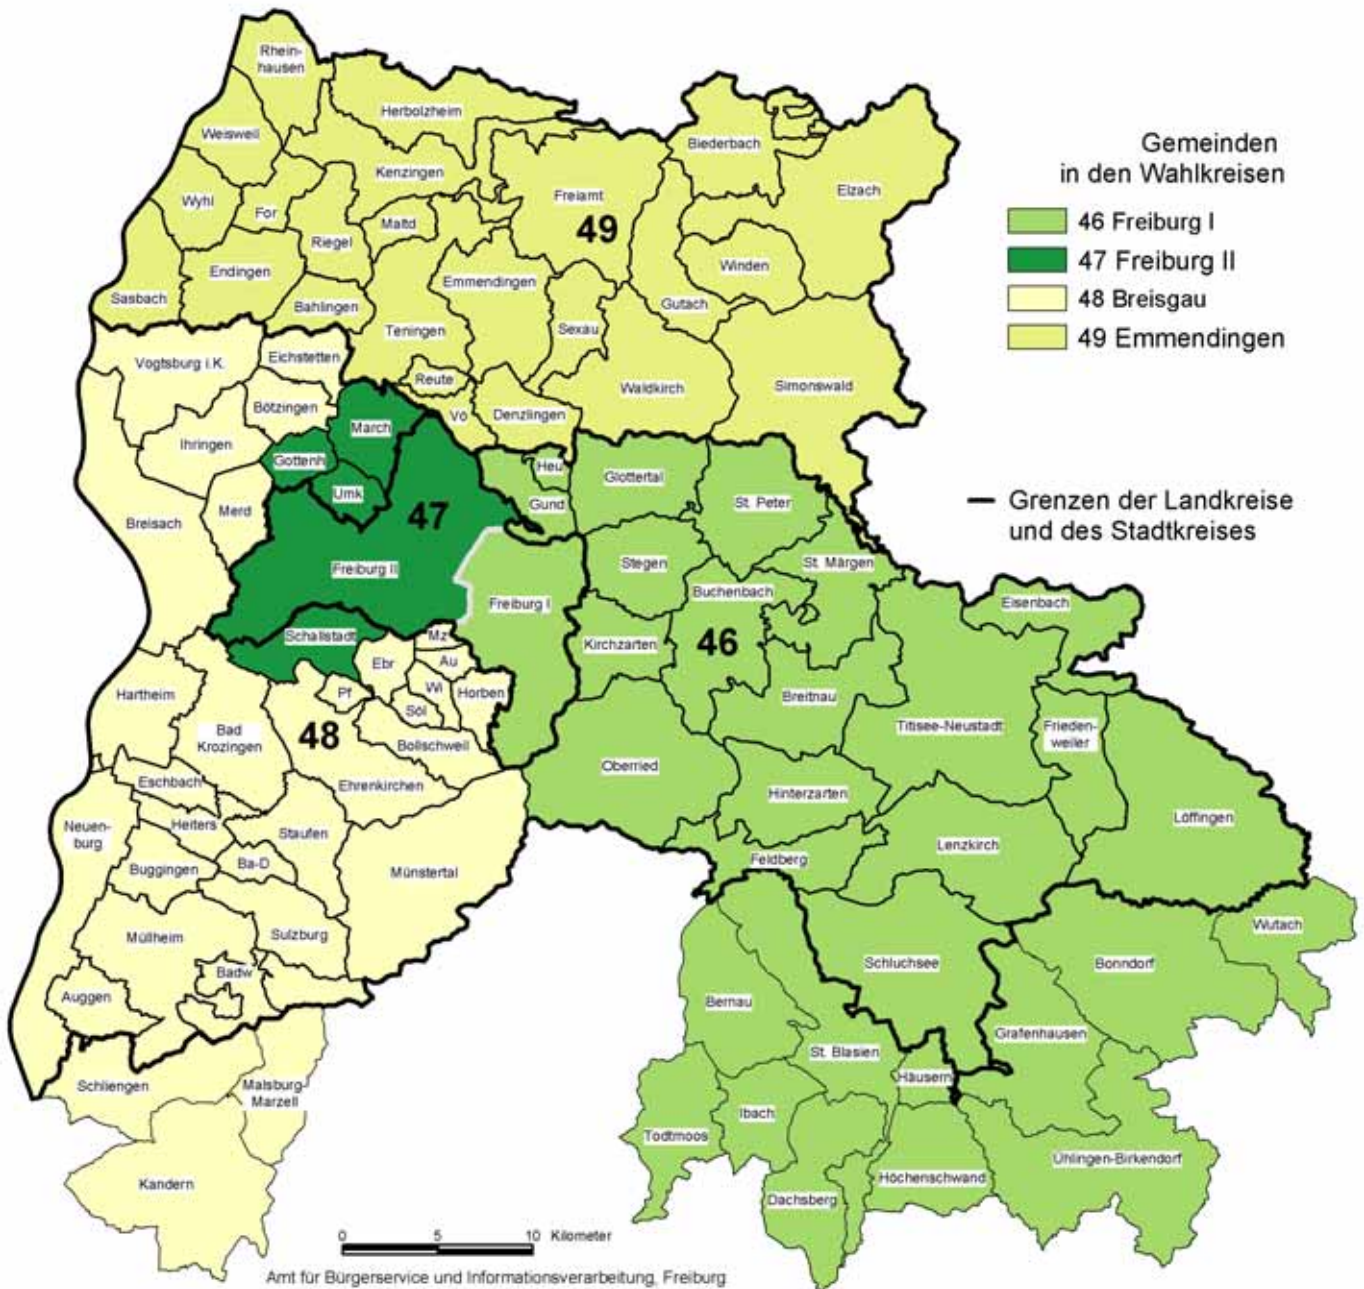 Rhein-
hausen
Herbolzheim
Weisweil
Biederbach
Kenzingen
Elzach
Wyhl
Freiamt
For
Maltd
49
Riegel
Winden
Endingen
Emmendingen
Sasbach
Bahlingen
Gutach
Teningen
Sexau
Vogtsburg i.K.
Eichstetten
Reute
Waldkirch
Simonswald
Bötzingen
Vö
Denzlingen
March
Ihringen
Gottenh
Heu
Glottertal
Umk
Gund
St. Peter
Merd
47
Breisach
Freiburg II
Stegen
St. Märgen
Buchenbach
Freiburg I
Eisenbach
Schallstadt
Mz
Kirchzarten
46
Ebr
Au
Hartheim
Pf
Wi
Horben
Breitnau
Söl
Bad
Krozingen
48
Bollschweil
Titisee-Neustadt
Frieden-
weiler
Oberried
Eschbach
Ehrenkirchen
Hinterzarten
Neuen-
burg
Heiters
Staufen
Löffingen
Lenzkirch
Buggingen
Ba-D
Münstertal
Feldberg
Müllheim
Sulzburg
Wutach
Badw
Schluchsee
Bonndorf
Auggen
Bernau
Grafenhausen
St. Blasien
Schliengen
Malsburg-
Marzell
Häusern
Ibach
Todtmoos
Ühlingen-Birkendorf
Kandern
Höchenschwand
Dachsberg
Gemeinden
in den Wahlkreisen
46 Freiburg I
47 Freiburg II
48 Breisgau
49 Emmendingen
Grenzen der Landkreise
und des Stadtkreises
0 5 10 Kilometer
Amt für Bürgerservice und Informationsverarbeitung, Freiburg